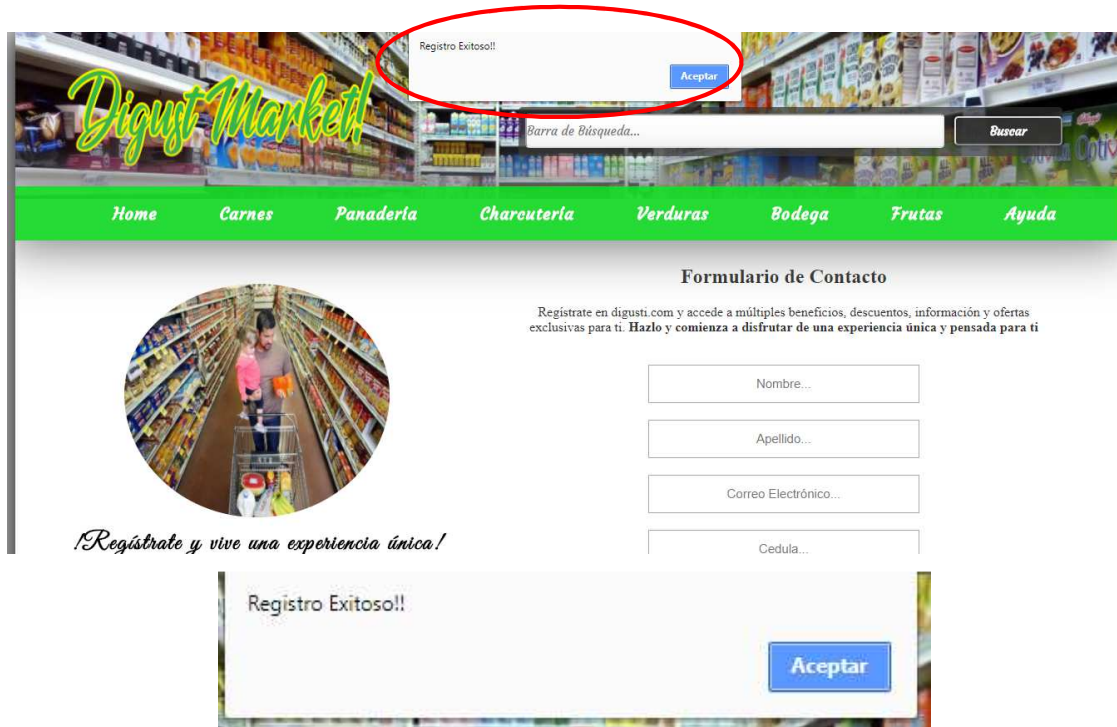 Registro Exitoso!!
Aceptar
Digust Market!
Barra de Búsqueda...
Buscar
Home Carnes Panadería Charcutería Verduras Bodega Frutas Ayuda
Formulario de Contacto
Regístrate en digusti.com y accede a múltiples beneficios, descuentos, información y ofertas
exclusivas para ti. Hazlo y comienza a disfrutar de una experiencia única y pensada para ti
Nombre...
Apellido...
Correo Electrónico...
Cedula...
!Regístrate y vive una experiencia única!
Registro Exitoso!!
Aceptar